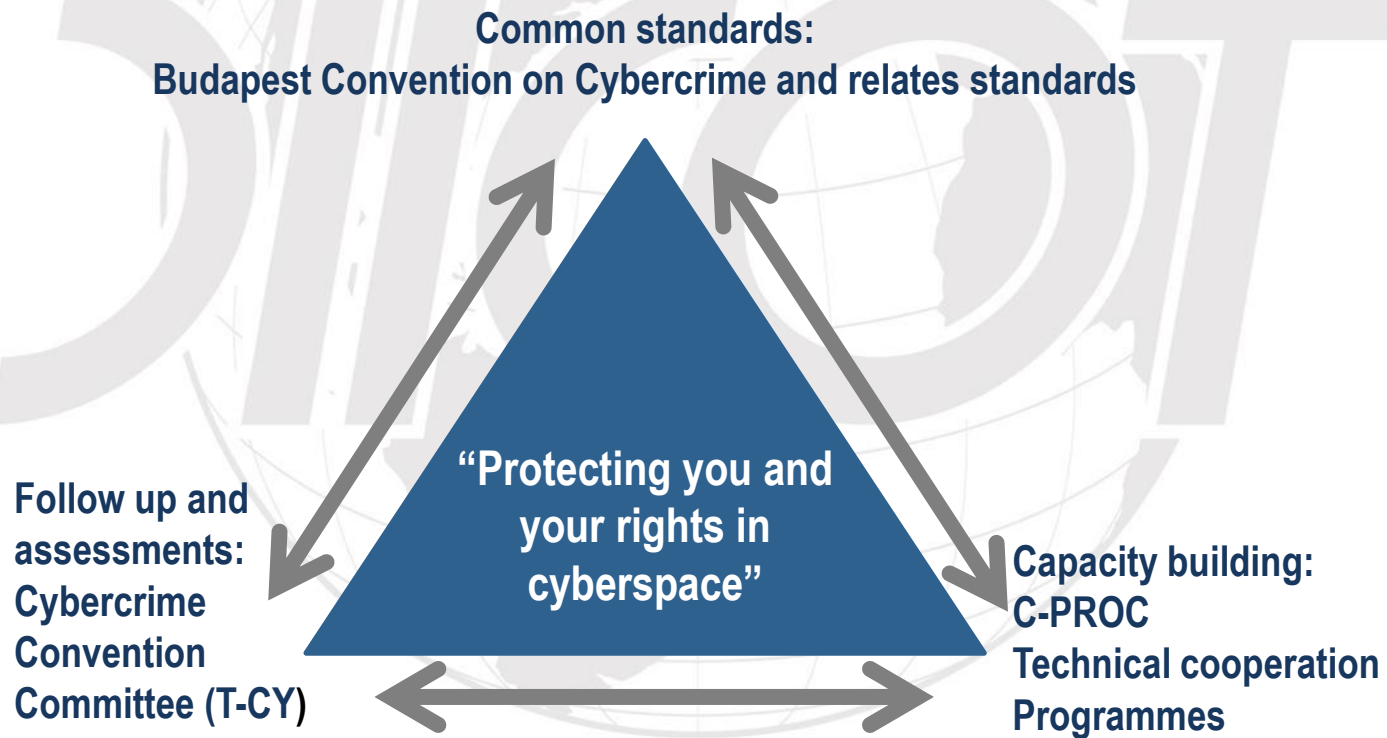 Common standards:
Budapest Convention on Cybercrime and relates standards
“Protecting you and
your rights in
cyberspace”
Follow up and
assessments:
Cybercrime
Convention
Committee (T-CY)
Capacity building:
C-PROC
Technical cooperation
Programmes